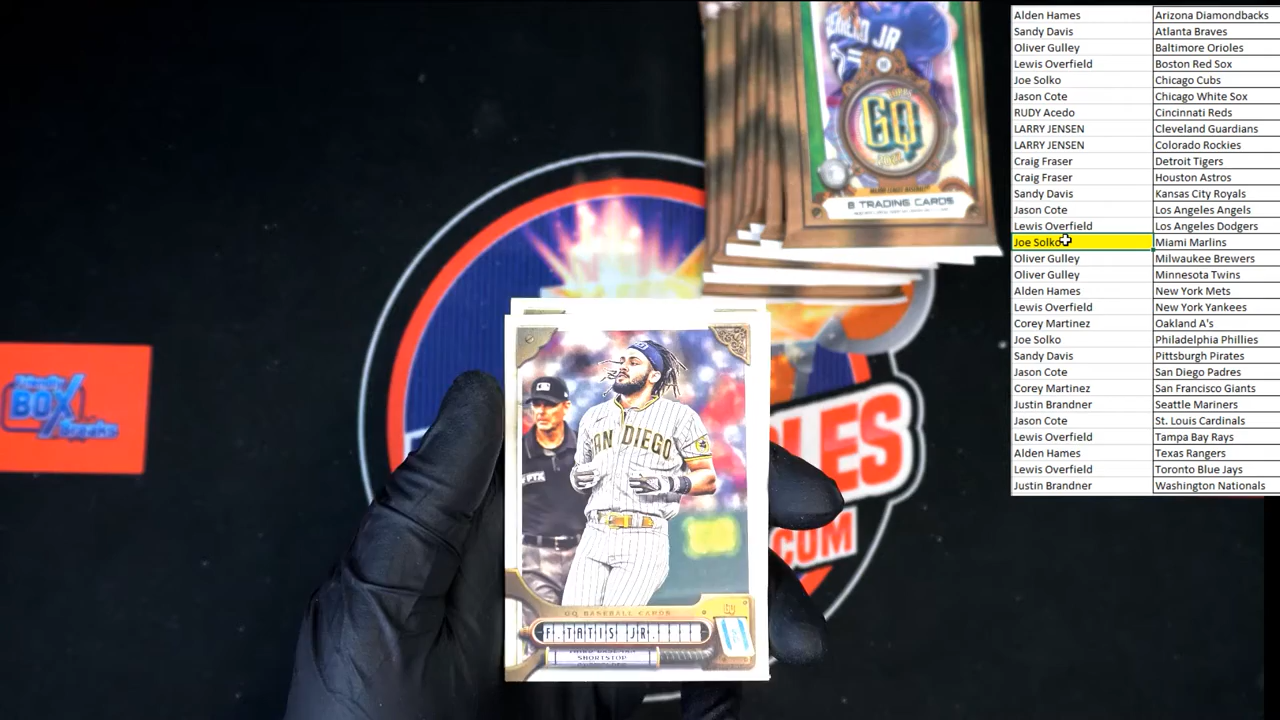 Alden Hames Arizona Diamondbacks
Sandy Davis Atlanta Braves
Oliver Gulley Baltimore Orioles
Lewis Overfield Boston Red Sox
Joe Solko Chicago Cubs
Jason Cote Chicago White Sox
RUDY Acedo Cincinnati Reds
LARRY JENSEN Cleveland Guardians
LARRY JENSEN Colorado Rockies
Craig Fraser Detroit Tigers
Craig Fraser Houston Astros
Sandy Davis Kansas City Royals
Jason Cote Los Angeles Angels
Lewis Overfield Los Angeles Dodgers
Joe Solko Miami Marlins
Oliver Gulley Milwaukee Brewers
Oliver Gulley Minnesota Twins
Alden Hames New York Mets
Lewis Overfield New York Yankees
Corey Martinez Oakland A's
Joe Solko Philadelphia Phillies
Sandy Davis Pittsburgh Pirates
Jason Cote San Diego Padres
Corey Martinez San Francisco Giants
Justin Brandner Seattle Mariners
Jason Cote St. Louis Cardinals
Lewis Overfield Tampa Bay Rays
Alden Hames Texas Rangers
Lewis Overfield Toronto Blue Jays
Justin Brandner Washington Nationals
JR
TOPPS
GQ
8 TRADING CARDS
BOX
Breaks
LES
.COM
SAN DIEGO
GQ BASEBALL CARDS
GQ
F. TATIS JR.
SHORTSTOP